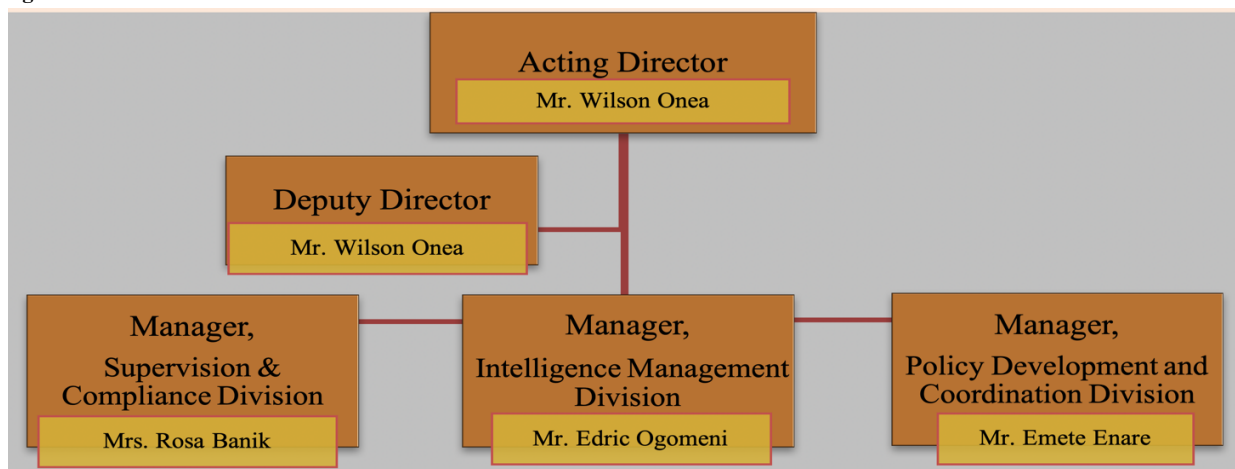 Acting Director
Mr. Wilson Onea
Deputy Director
Mr. Wilson Onea
Manager,
Supervision &
Compliance Division
Mrs. Rosa Banik
Manager,
Intelligence Management
Division
Mr. Edric Ogomeni
Manager,
Policy Development and
Coordination Division
Mr. Emete Enare